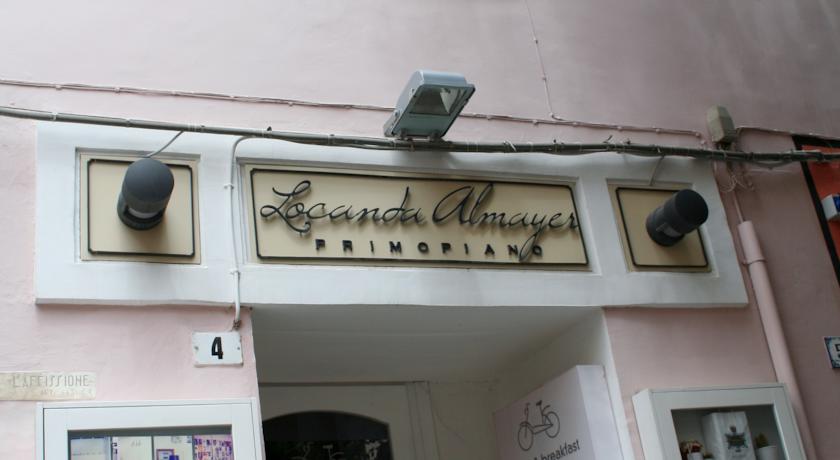 Locanda Almayer
PRIMOPIANO
4
L'AFFISSIONE
& breakfast